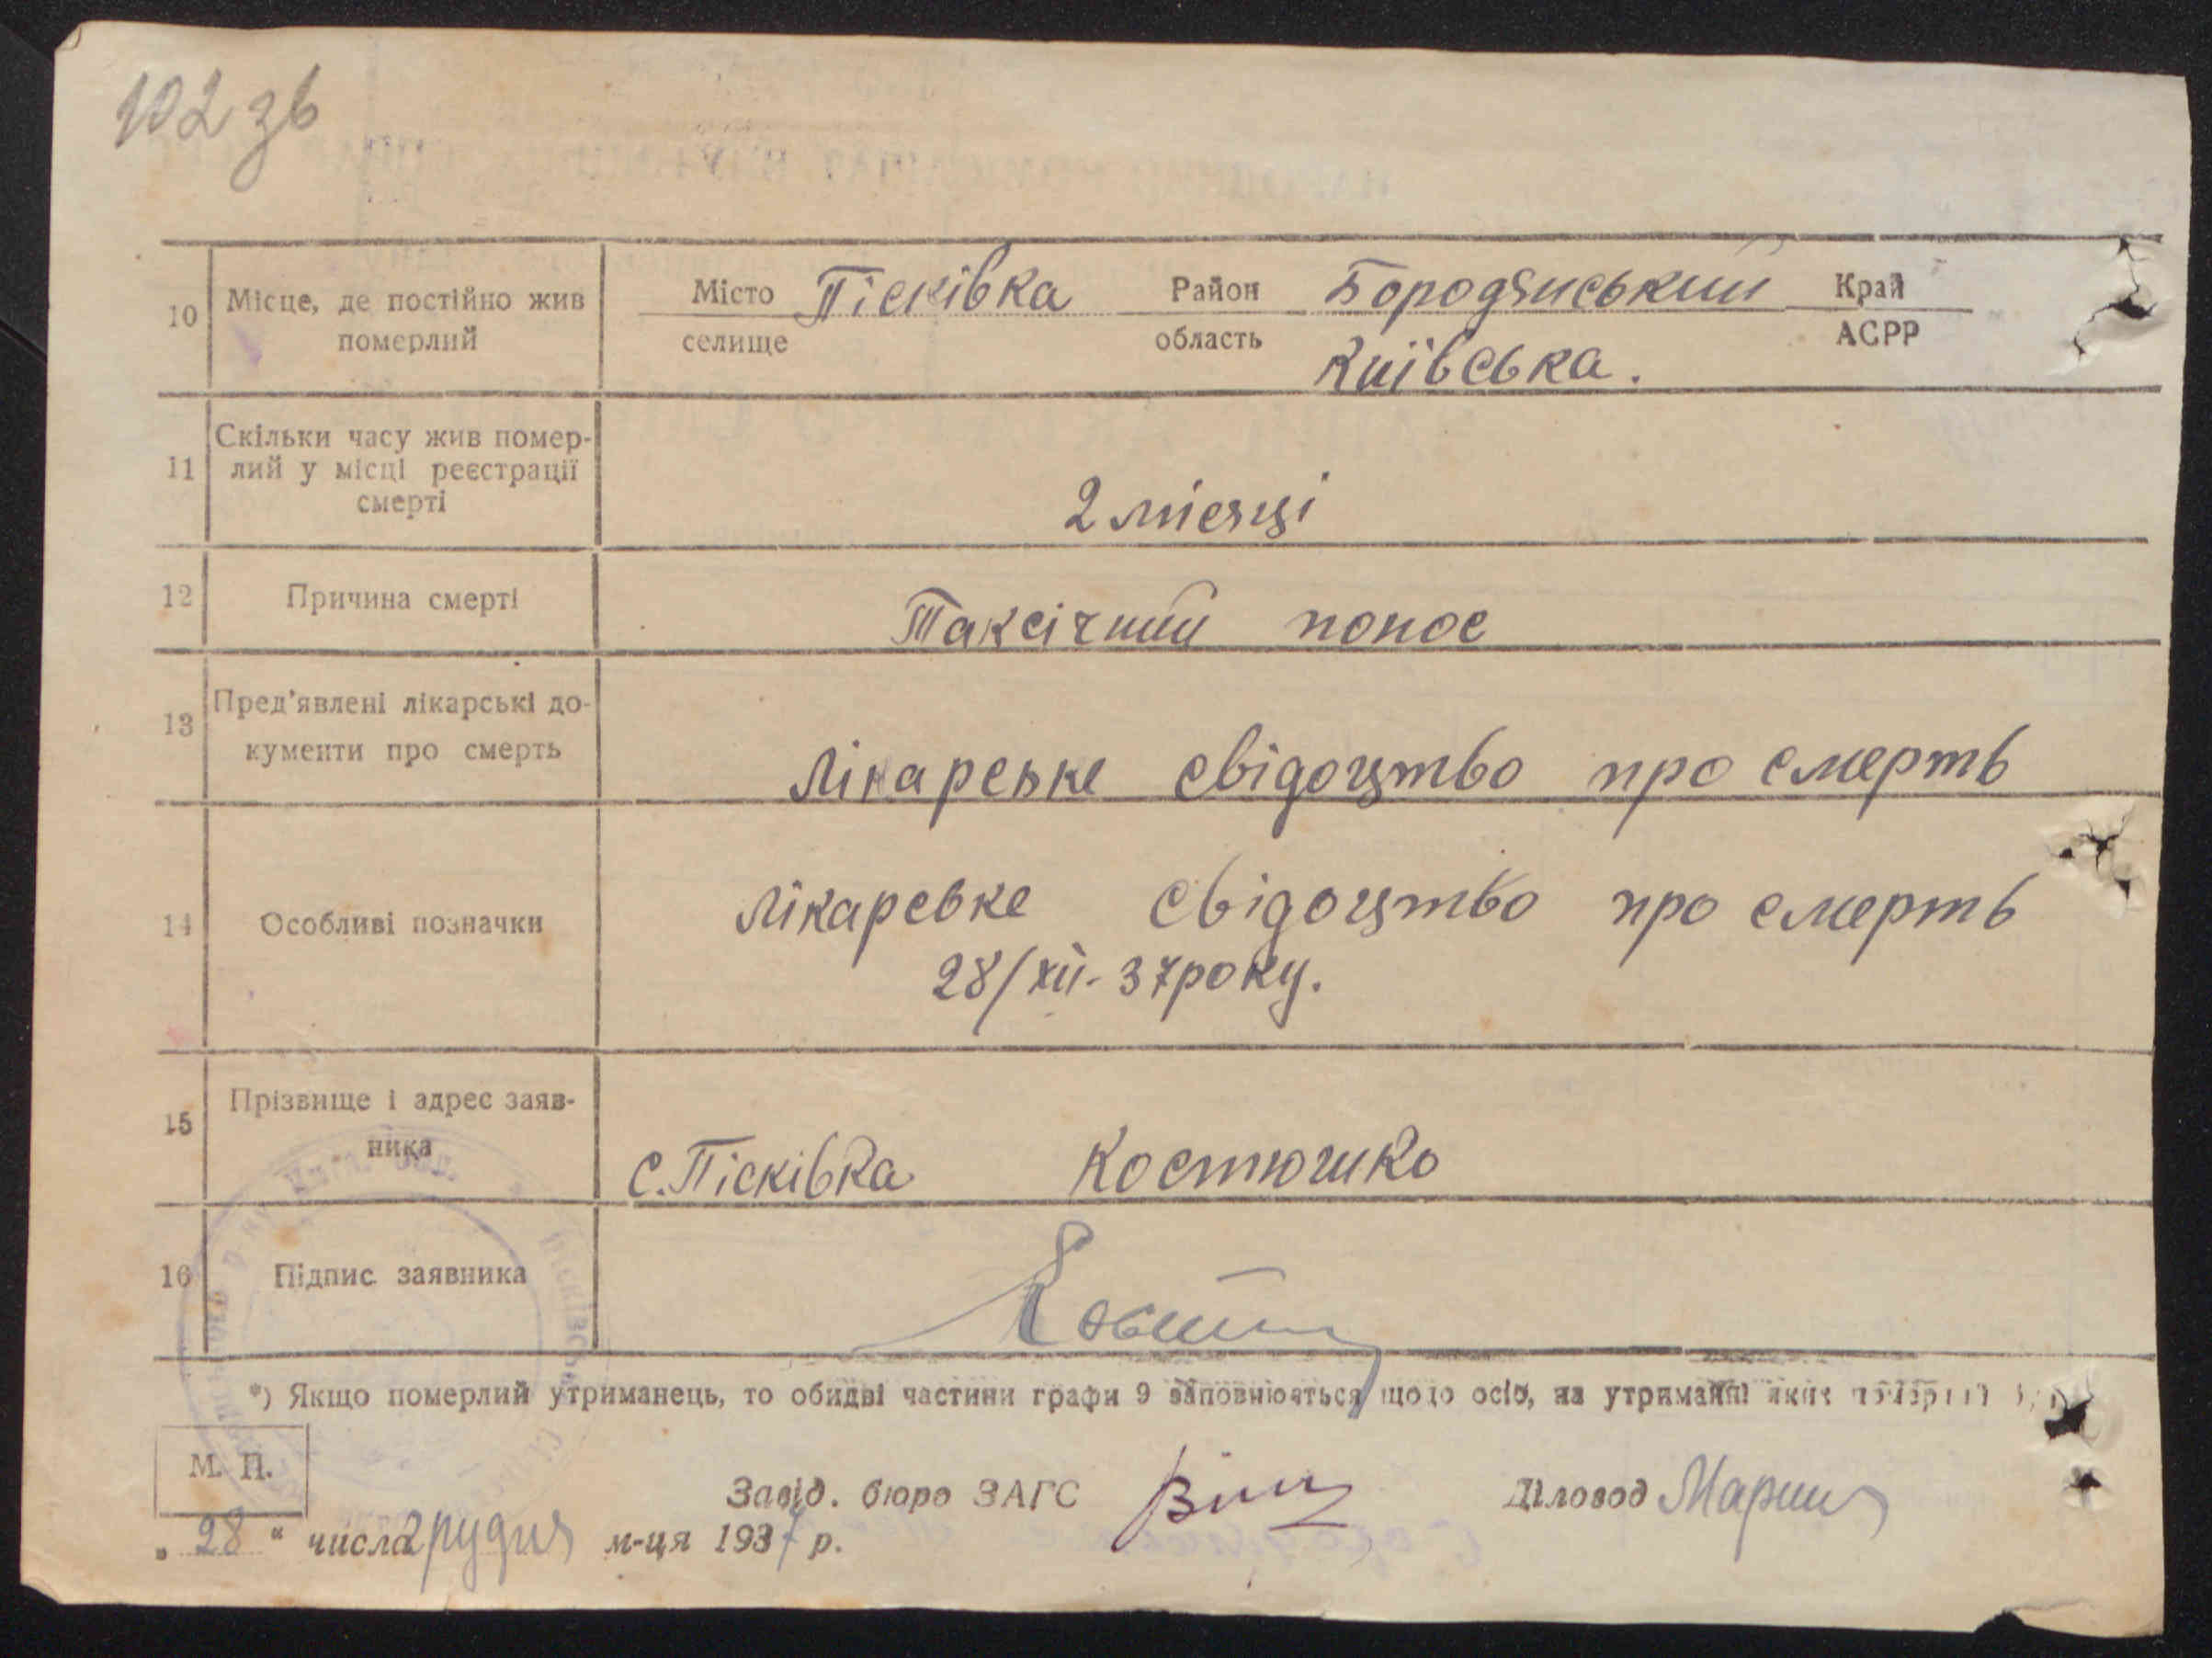 102 зв
10 Місце, де постійно жив померлий
Місто селище Пісківка Район область Бородянський Край АСРР
Київська.
11 Скільки часу жив помер-
лий у місці реєстрації
смерті
2 місяці
12 Причина смерті Таксічний понос
13 Пред'явлені лікарські до-
кументи про смерть
Лікарське свідоцтво про смерть
14 Особливі позначки Лікарське свідоцтво про смерть
28/XII-37року.
15 Прізвище і адрес заяв-
ника
с. Пісківка Костюшко
16 Підпис заявника
*) Якщо померлий утриманець, то обидві частини графи 9 заповнюються щодо осіб, на утриманні яких померлий
М. П.
Завід. бюро ЗАГС Діловод
„ 28 “ числа грудня м-ця 1937 р.